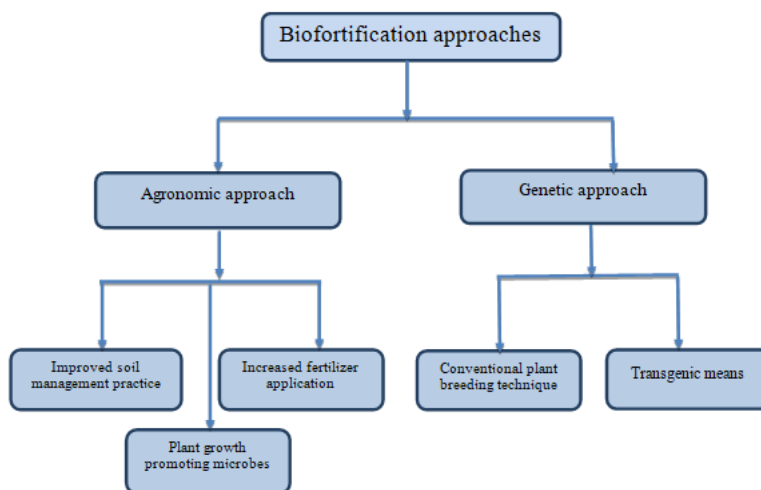 Biofortification approaches
Agronomic approach
Genetic approach
Improved soil
management practice
Increased fertilizer
application
Plant growth
promoting microbes
Conventional plant
breeding technique
Transgenic means